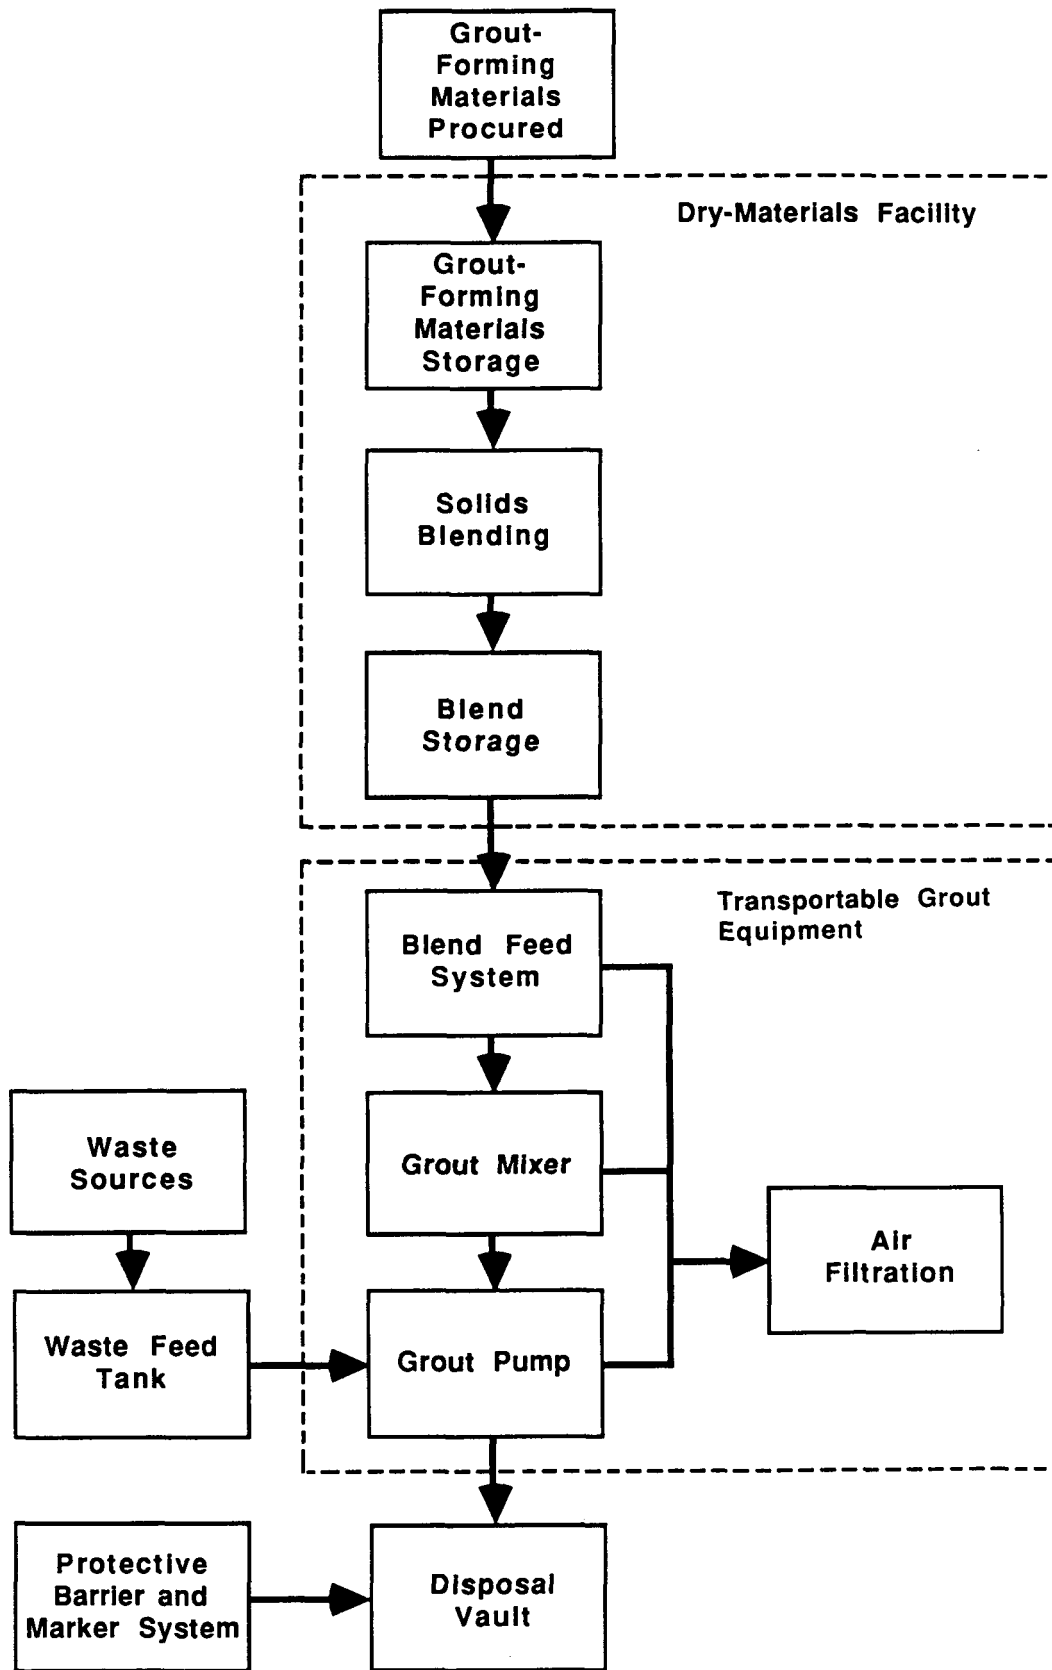 Grout-
Forming
Materials
Procured
Dry-Materials Facility
Grout-
Forming
Materials
Storage
Solids
Blending
Blend
Storage
Transportable Grout
Equipment
Blend Feed
System
Waste
Sources
Grout Mixer
Air
Filtration
Waste Feed
Tank
Grout Pump
Protective
Barrier and
Marker System
Disposal
Vault